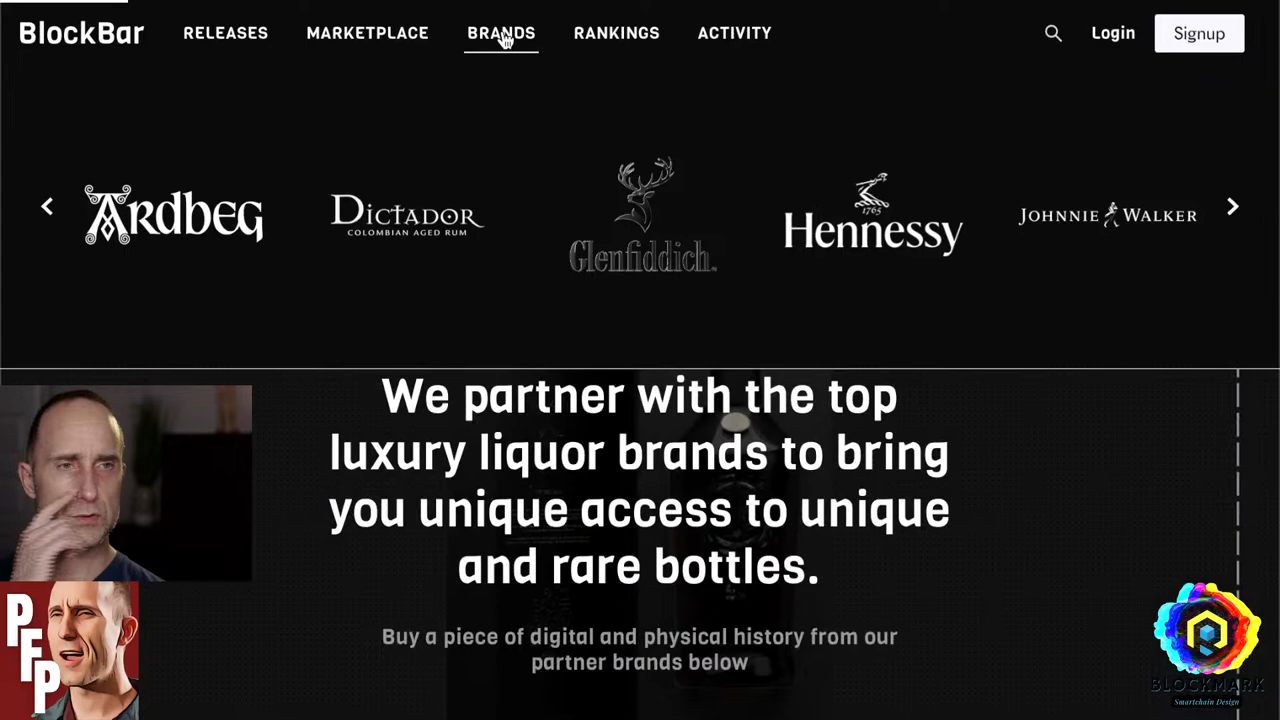 BlockBar RELEASES MARKETPLACE BRANDS RANKINGS ACTIVITY Login Signup
ARdbEG
DICTADOR
COLOMBIAN AGED RUM
Glenfiddich
1765
Hennessy
JOHNNIE WALKER
We partner with the top
luxury liquor brands to bring
you unique access to unique
and rare bottles.
Buy a piece of digital and physical history from our
partner brands below
PFP
BLOCKMARK
Smartchain Design